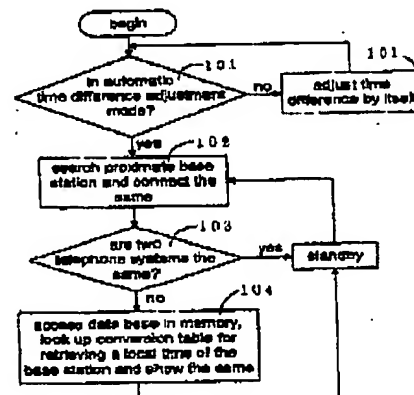 begin
101
in automatic
time difference adjustment
mode?
no
101
adjust time
difference by itself
yes
102
search proximate base
station and connect the
same
103
are two
telephone systems the
same?
yes
standby
no
104
access data base in memory,
look up conversion table for
retrieving a local time of the
base station and show the same